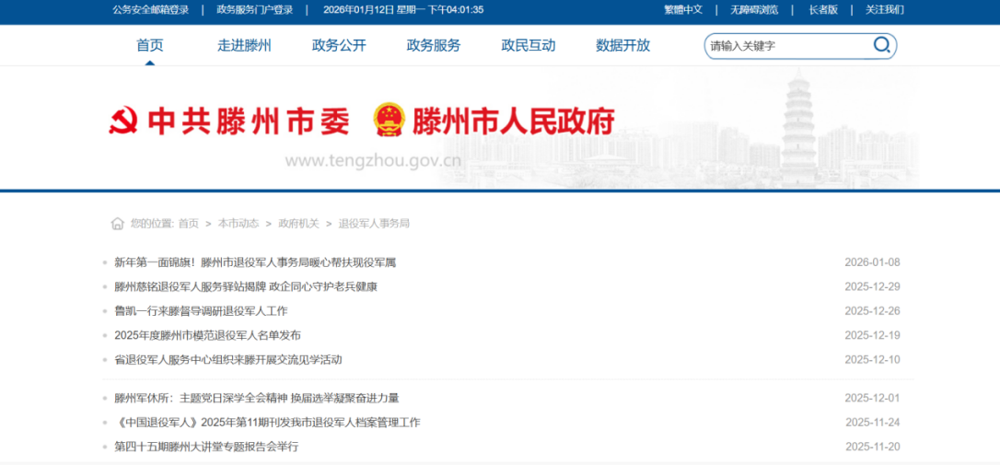 公务安全邮箱登录 | 政务服务门户登录 | 2026年01月12日 星期一 下午04:01:35 繁體中文 | 无障碍浏览 | 长者版 | 关注我们
首页 走进滕州 政务公开 政务服务 政民互动 数据开放 请输入关键字
中共滕州市委 滕州市人民政府
www.tengzhou.gov.cn
您的位置: 首页 > 本市动态 > 政府机关 > 退役军人事务局
新年第一面锦旗！滕州市退役军人事务局暖心帮扶现役军属 2026-01-08
滕州慈铭退役军人服务驿站揭牌 政企同心守护老兵健康 2025-12-29
鲁凯一行来滕督导调研退役军人工作 2025-12-26
2025年度滕州市模范退役军人名单发布 2025-12-19
省退役军人服务中心组织来滕开展交流见学活动 2025-12-10
滕州军休所：主题党日深学全会精神 换届选举凝聚奋进力量 2025-12-01
《中国退役军人》2025年第11期刊发我市退役军人档案管理工作 2025-11-24
第四十五期滕州大讲堂专题报告会举行 2025-11-20